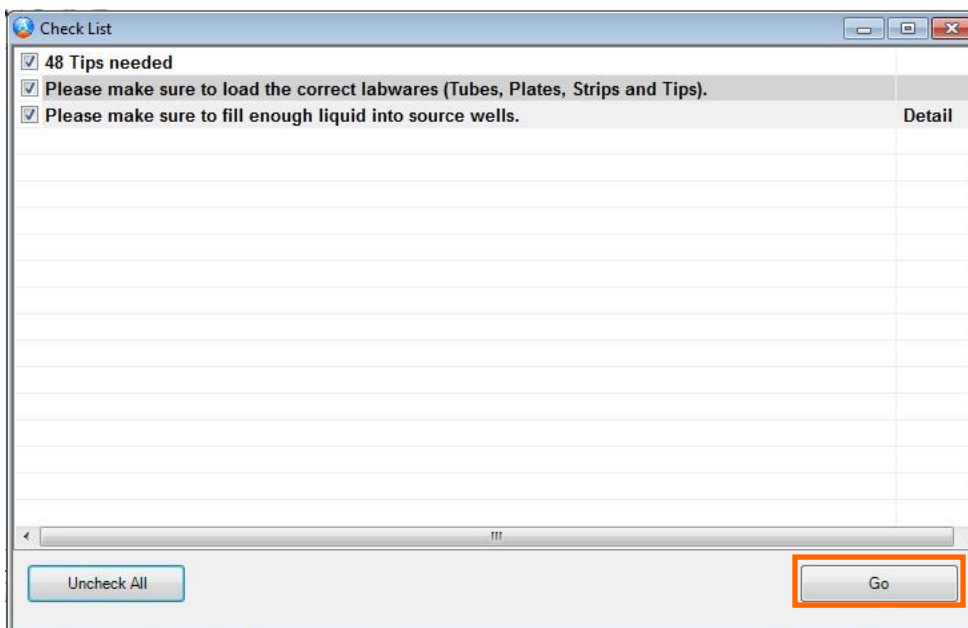 Check List
48 Tips needed
Please make sure to load the correct labwares (Tubes, Plates, Strips and Tips).
Please make sure to fill enough liquid into source wells. Detail
Uncheck All Go